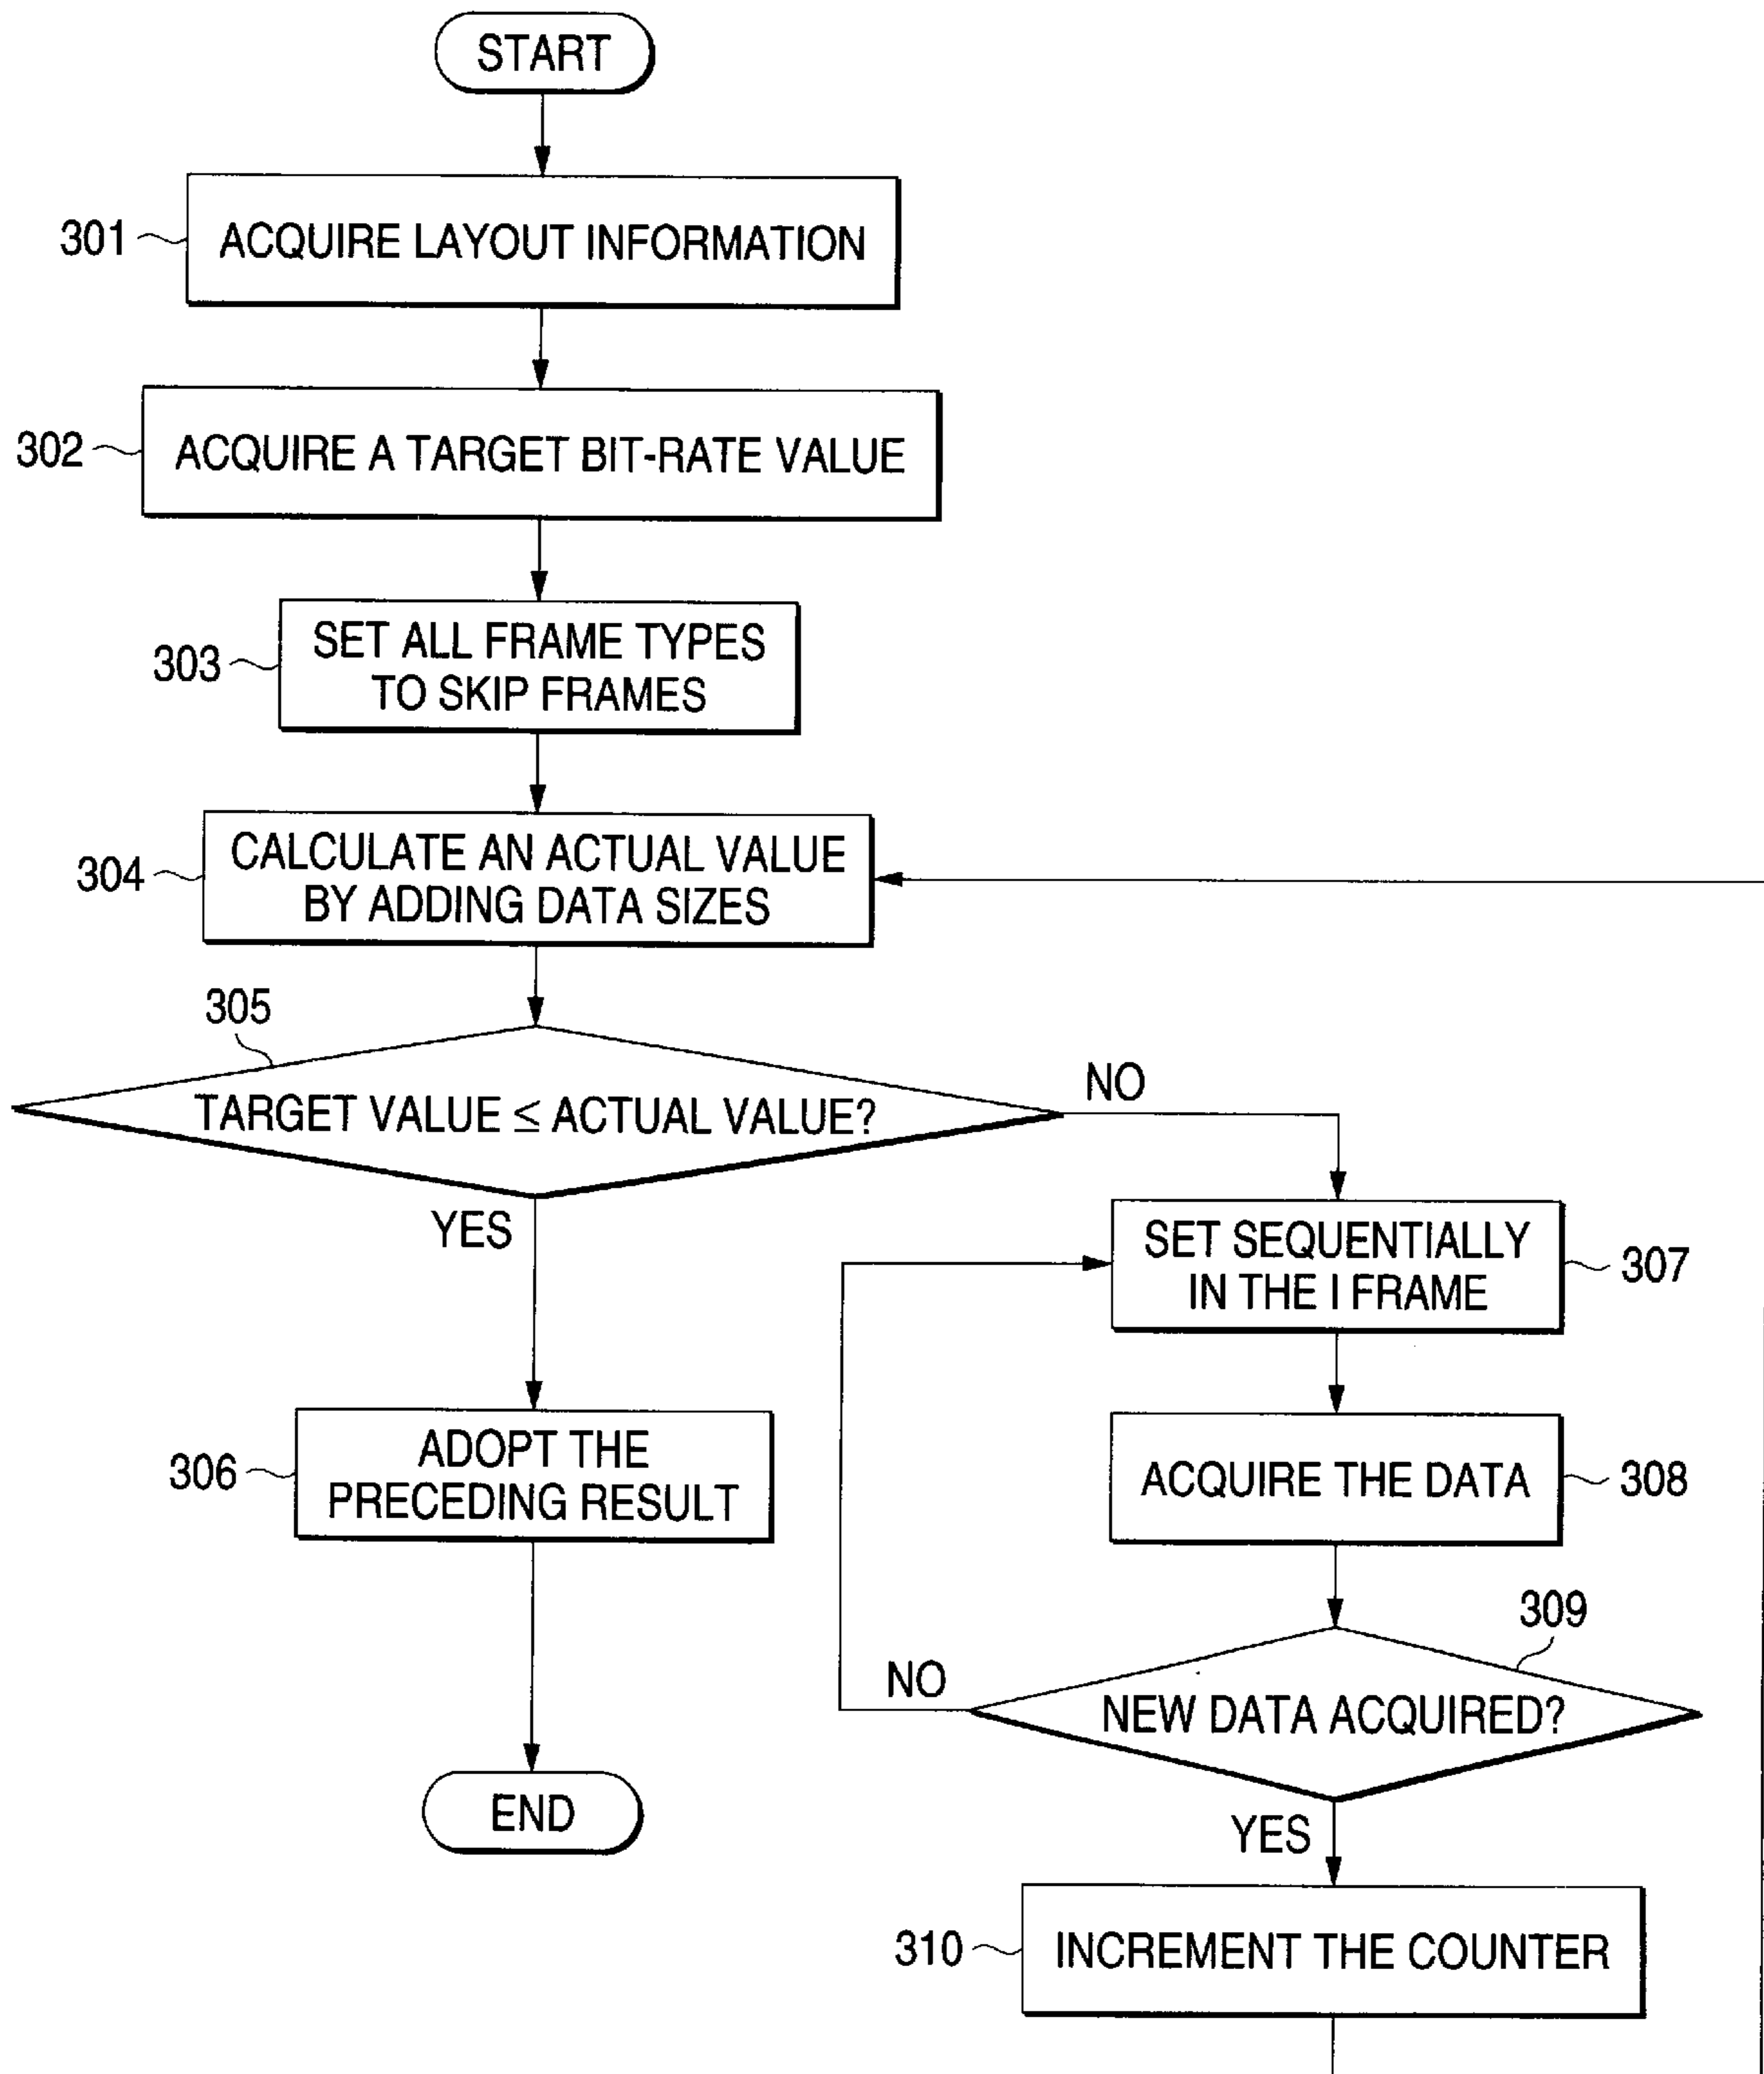 START
301
ACQUIRE LAYOUT INFORMATION
302
ACQUIRE A TARGET BIT-RATE VALUE
303
SET ALL FRAME TYPES
TO SKIP FRAMES
304
CALCULATE AN ACTUAL VALUE
BY ADDING DATA SIZES
305
TARGET VALUE ≤ ACTUAL VALUE?
NO
YES
SET SEQUENTIALLY
IN THE I FRAME
307
306
ADOPT THE
PRECEDING RESULT
ACQUIRE THE DATA
308
309
NEW DATA ACQUIRED?
NO
YES
END
310
INCREMENT THE COUNTER